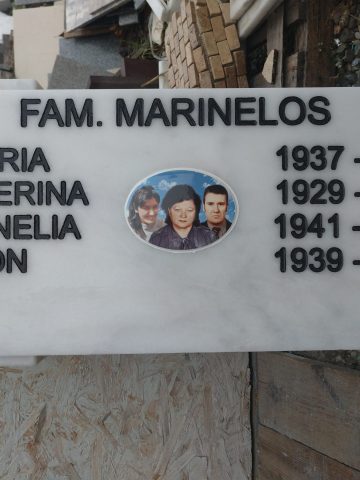 FAM. MARINELOS
RIA 1937 -
ERINA 1929 -
NELIA 1941 -
ON 1939 -